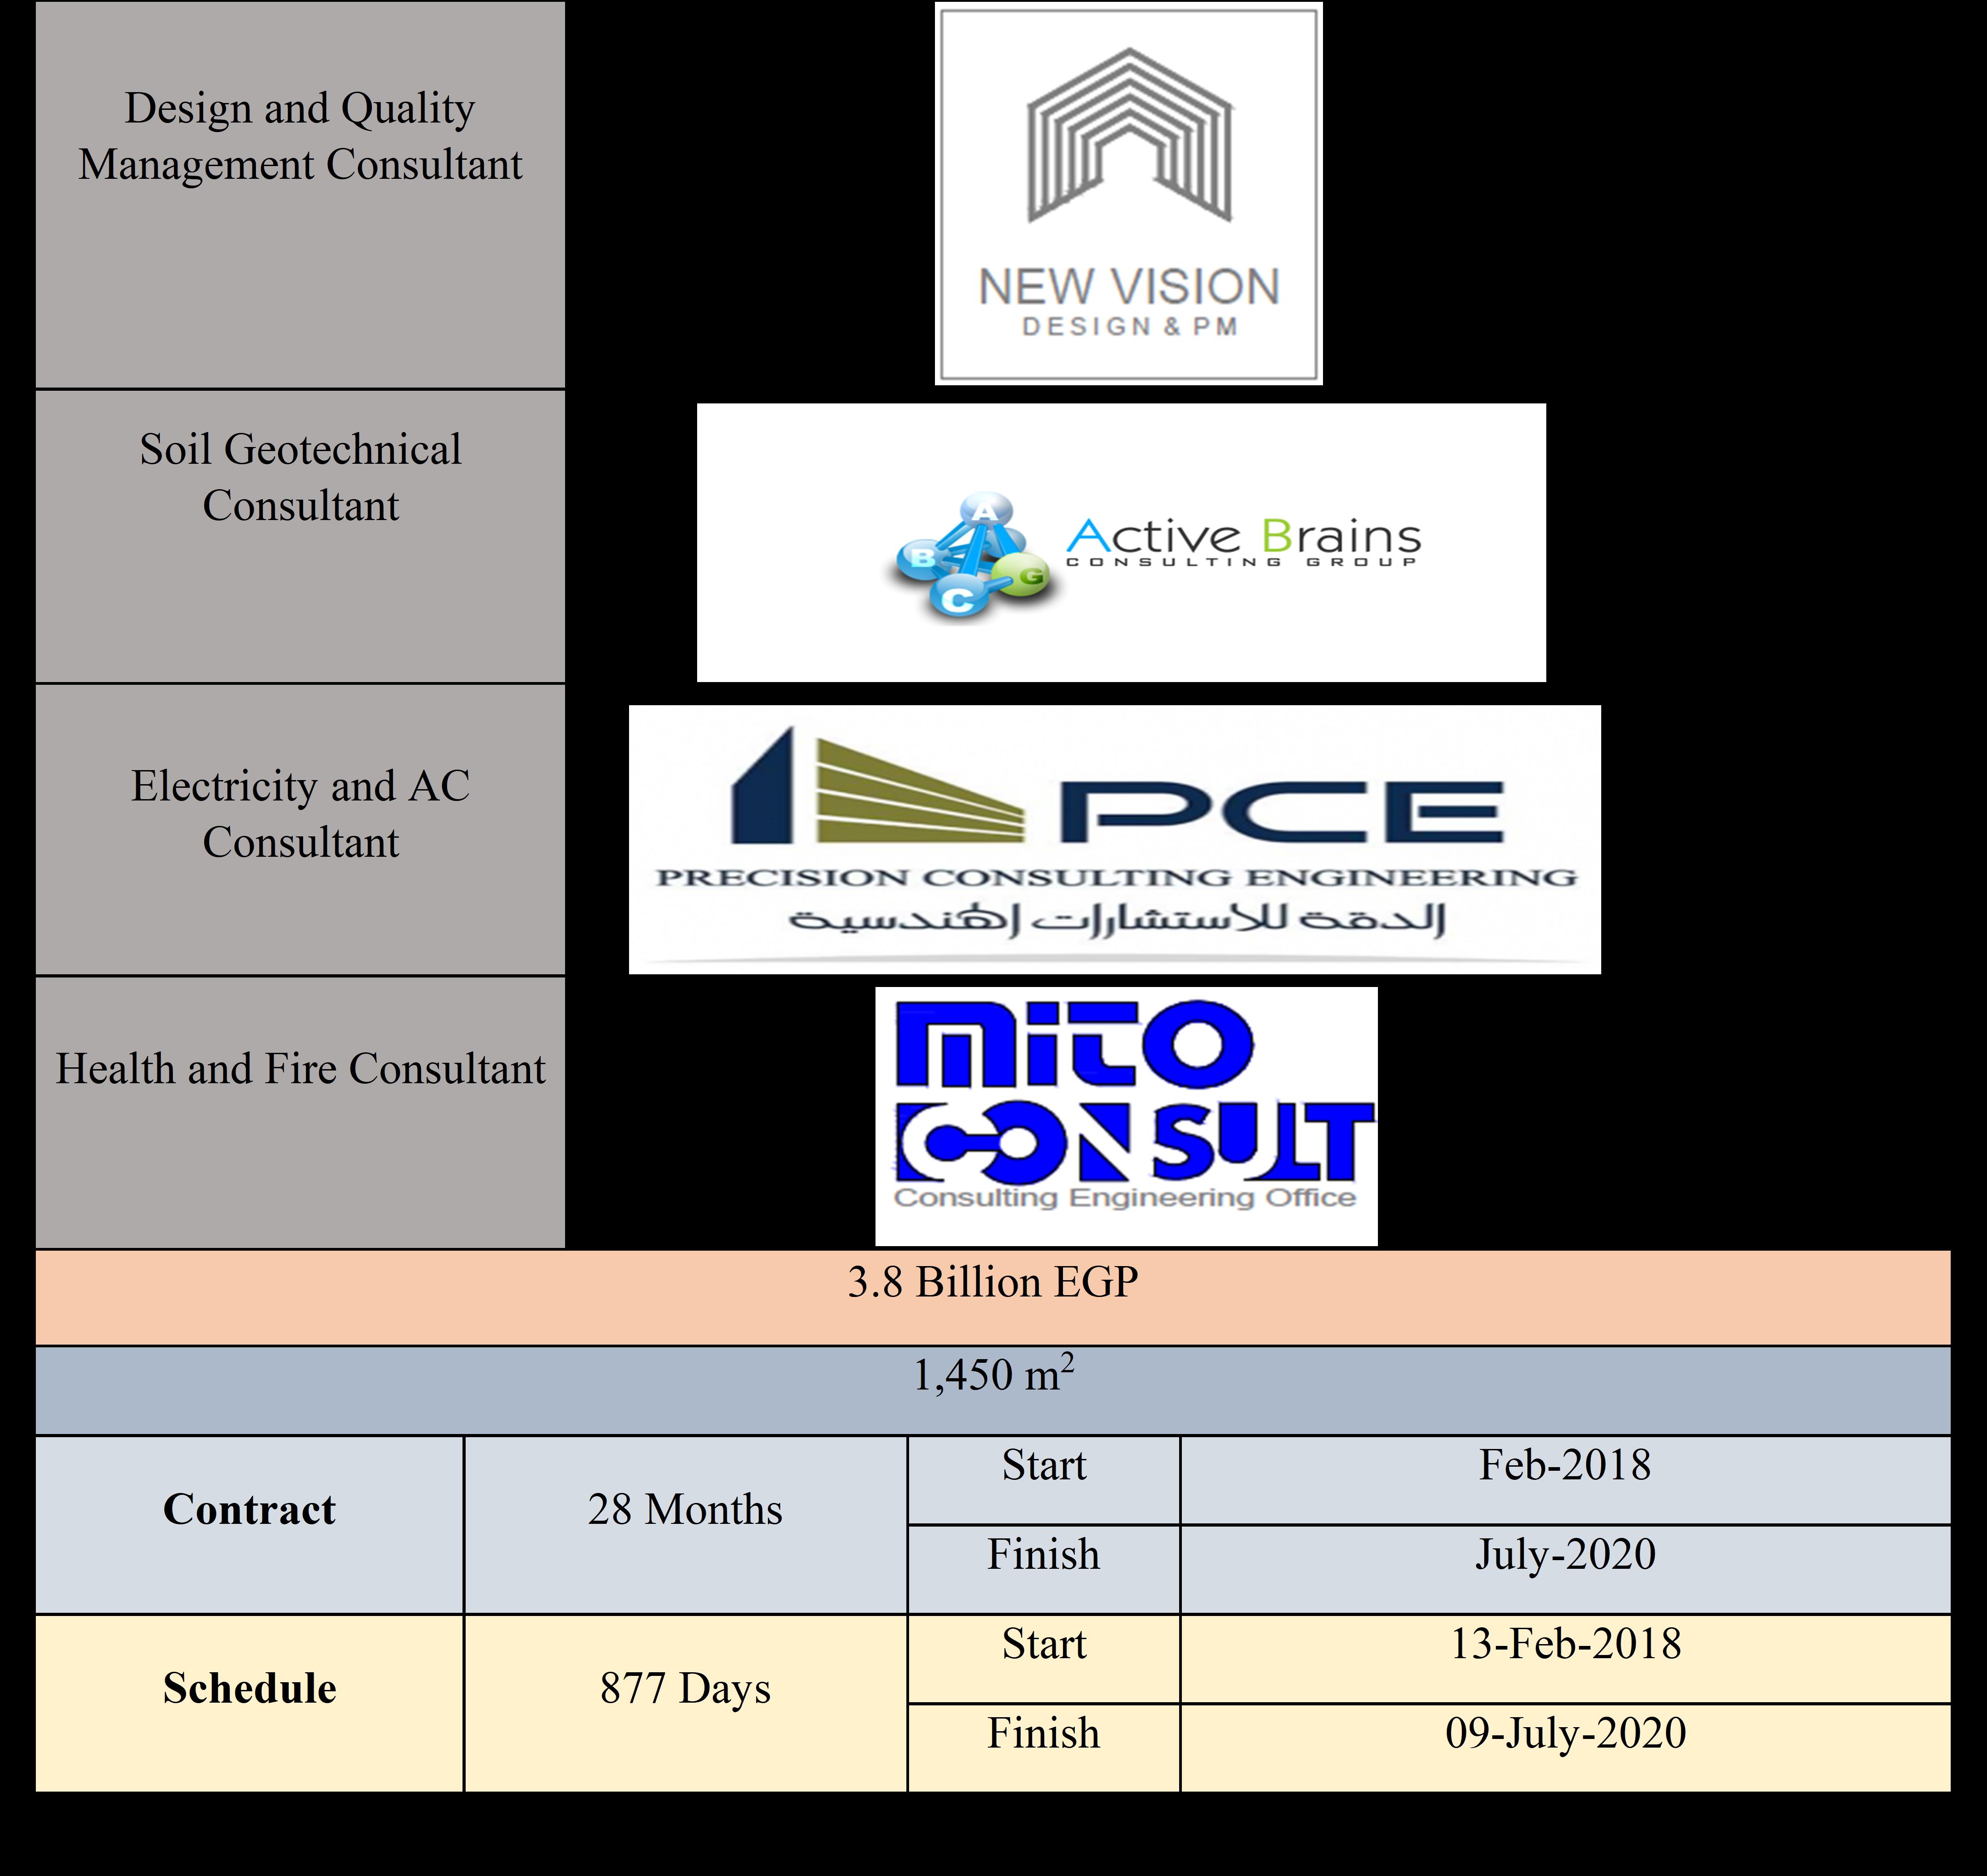 Design and Quality
Management Consultant
NEW VISION
DESIGN & PM
Soil Geotechnical
Consultant
A
B
G
C
Active Brains
CONSULTING GROUP
Electricity and AC
Consultant
PCE
PRECISION CONSULTING ENGINEERING
الدقة للاستشارات الهندسية
Health and Fire Consultant
MiTO
CONSULT
Consulting Engineering Office
3.8 Billion EGP
1,450 m²
Contract
28 Months
Start
Feb-2018
Finish
July-2020
Schedule
877 Days
Start
13-Feb-2018
Finish
09-July-2020